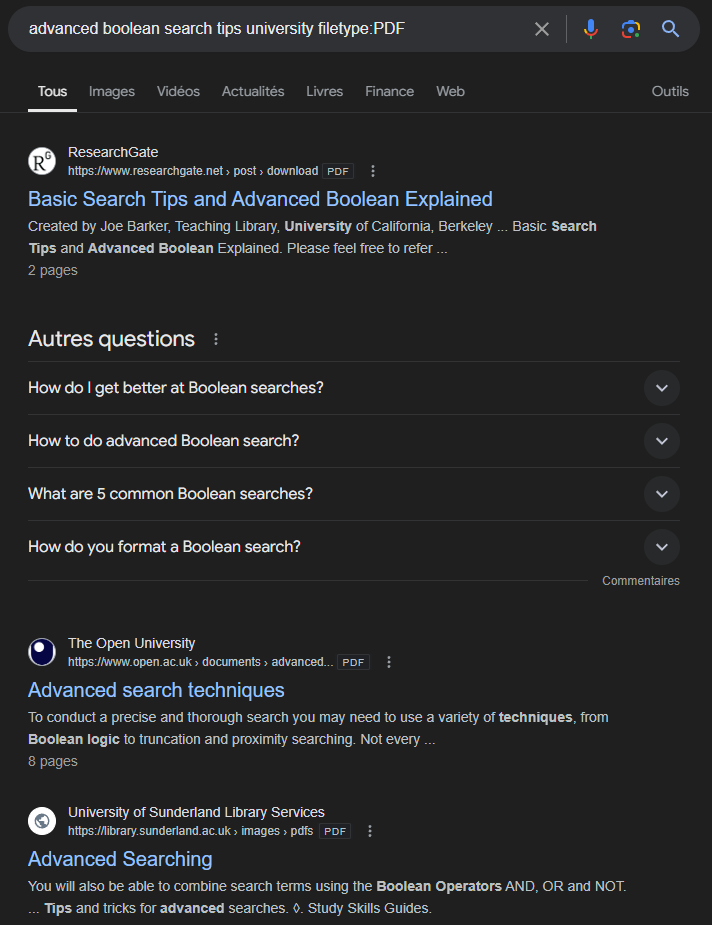 advanced boolean search tips university filetype:PDF
Tous Images Vidéos Actualités Livres Finance Web Outils
R G
ResearchGate
https://www.researchgate.net › post › download PDF
Basic Search Tips and Advanced Boolean Explained
Created by Joe Barker, Teaching Library, University of California, Berkeley ... Basic Search
Tips and Advanced Boolean Explained. Please feel free to refer ...
2 pages
Autres questions
How do I get better at Boolean searches?
How to do advanced Boolean search?
What are 5 common Boolean searches?
How do you format a Boolean search?
Commentaires
The Open University
https://www.open.ac.uk › documents › advanced... PDF
Advanced search techniques
To conduct a precise and thorough search you may need to use a variety of techniques, from
Boolean logic to truncation and proximity searching. Not every ...
8 pages
University of Sunderland Library Services
https://library.sunderland.ac.uk › images › pdfs PDF
Advanced Searching
You will also be able to combine search terms using the Boolean Operators AND, OR and NOT.
... Tips and tricks for advanced searches. ◊. Study Skills Guides.